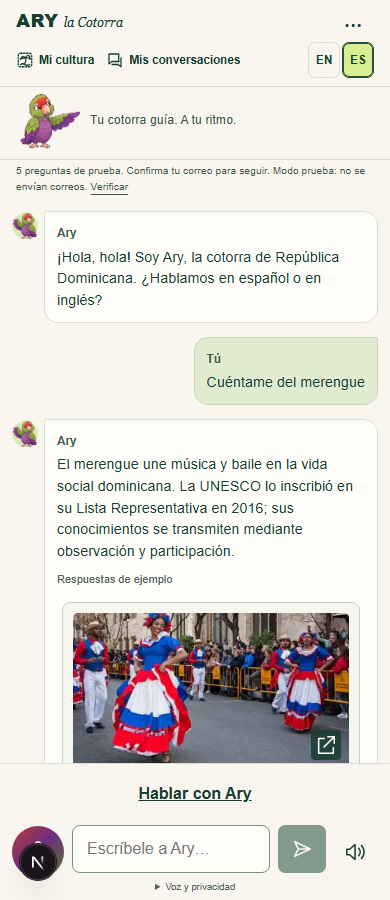 ARY la Cotorra
...
Mi cultura Mis conversaciones EN ES
Tu cotorra guía. A tu ritmo.
5 preguntas de prueba. Confirma tu correo para seguir. Modo prueba: no se
envían correos. Verificar
Ary
¡Hola, hola! Soy Ary, la cotorra de República
Dominicana. ¿Hablamos en español o en
inglés?
Tú
Cuéntame del merengue
Ary
El merengue une música y baile en la vida
social dominicana. La UNESCO lo inscribió en
su Lista Representativa en 2016; sus
conocimientos se transmiten mediante
observación y participación.
Respuestas de ejemplo
Hablar con Ary
N
Escríbele a Ary...
Voz y privacidad